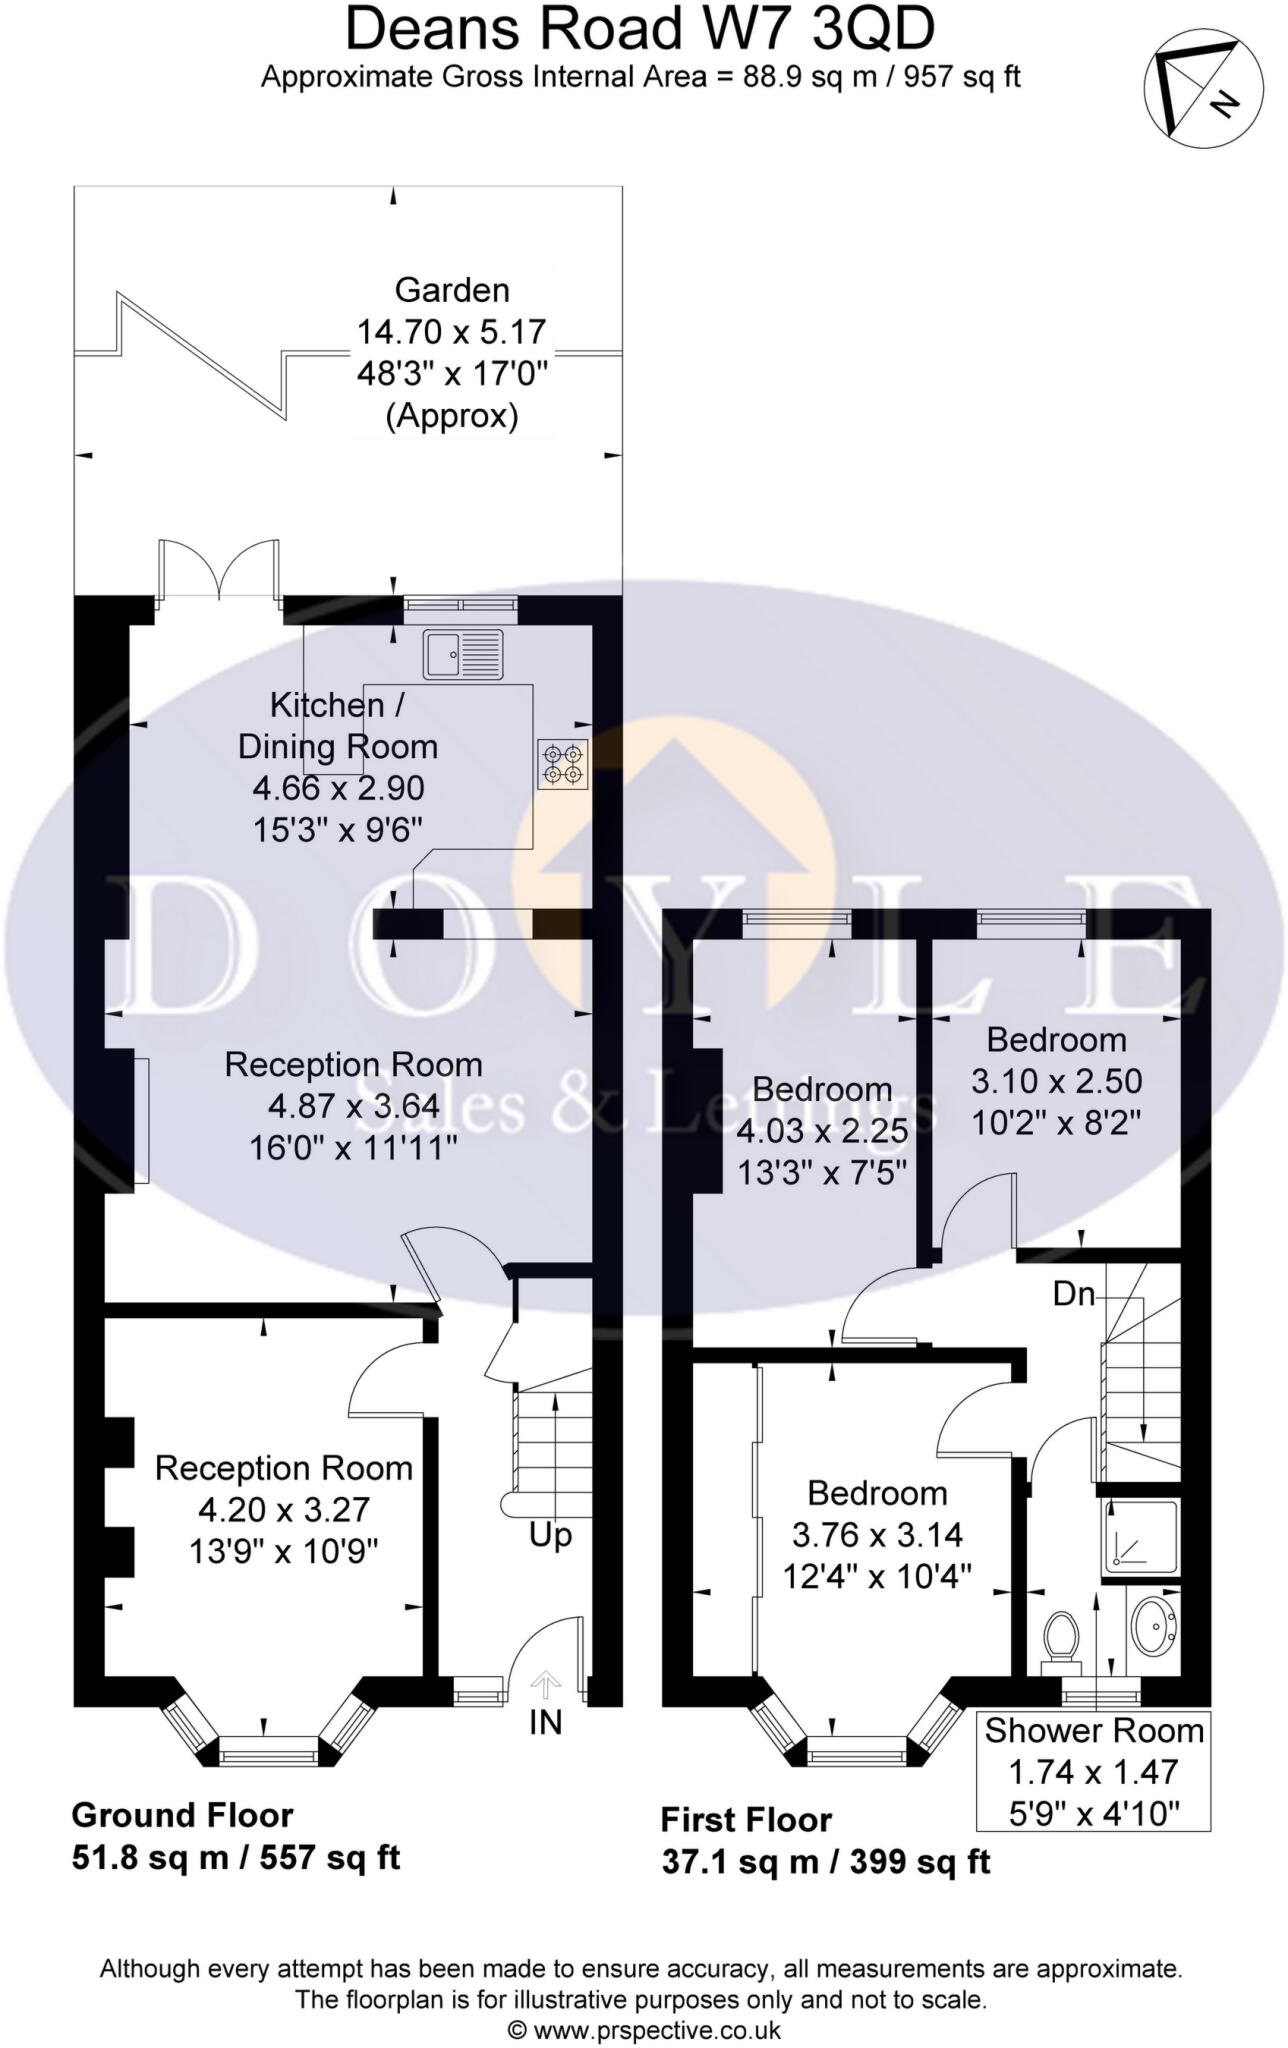 Deans Road W7 3QD
Approximate Gross Internal Area = 88.9 sq m / 957 sq ft
N
Garden
14.70 x 5.17
48'3" x 17'0"
(Approx)
Kitchen /
Dining Room
4.66 x 2.90
15'3" x 9'6"
DOYLE
Sales & Lettings
Reception Room
4.87 x 3.64
16'0" x 11'11"
Bedroom
4.03 x 2.25
13'3" x 7'5"
Bedroom
3.10 x 2.50
10'2" x 8'2"
Dn
Reception Room
4.20 x 3.27
13'9" x 10'9"
Up
IN
Bedroom
3.76 x 3.14
12'4" x 10'4"
Shower Room
1.74 x 1.47
5'9" x 4'10"
Ground Floor
51.8 sq m / 557 sq ft
First Floor
37.1 sq m / 399 sq ft
Although every attempt has been made to ensure accuracy, all measurements are approximate.
The floorplan is for illustrative purposes only and not to scale.
© www.prspective.co.uk